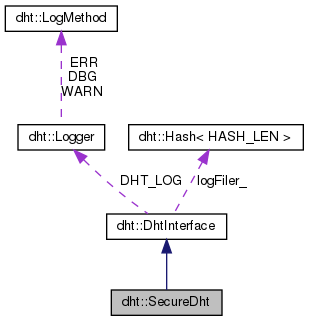 dht::LogMethod
ERR
DBG
WARN
dht::Logger
dht::Hash< HASH_LEN >
DHT_LOG
logFiler_
dht::DhtInterface
dht::SecureDht